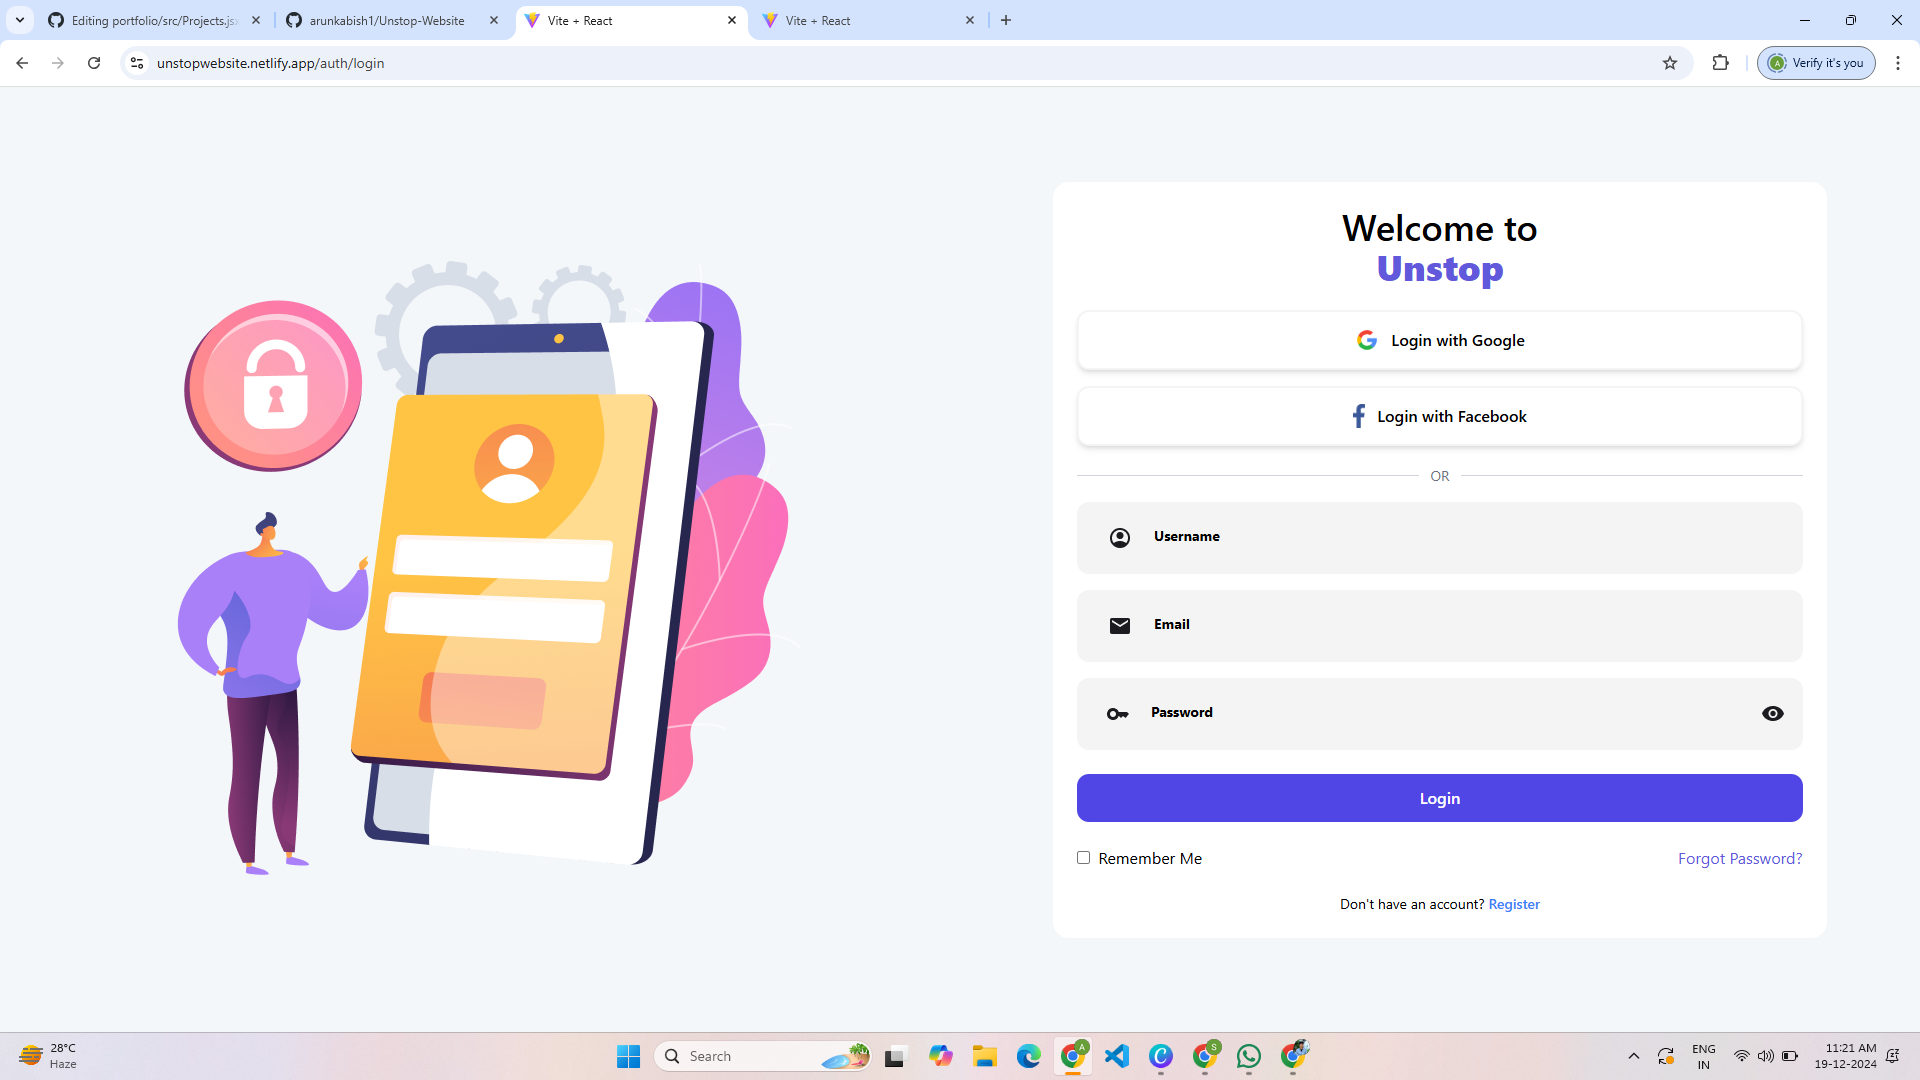 Editing portfolio/src/Projects.jsx
arunkabish1/Unstop-Website
Vite + React
Vite + React
unstopwebsite.netlify.app/auth/login
A
Verify it's you
Welcome to
Unstop
Login with Google
Login with Facebook
OR
Username
Email
Password
Login
Remember Me
Forgot Password?
Don't have an account? Register
28°C
Haze
Search
A
S
ENG
IN
11:21 AM
19-12-2024